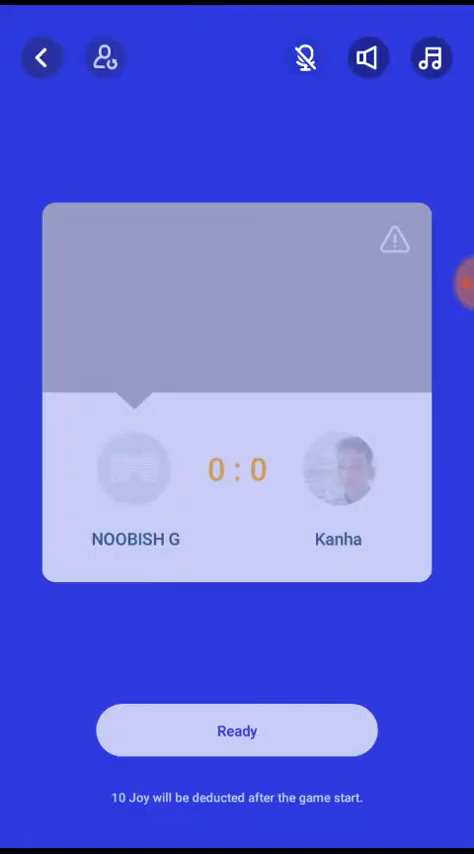 0 : 0
NOOBISH G
Kanha
Ready
10 Joy will be deducted after the game start.